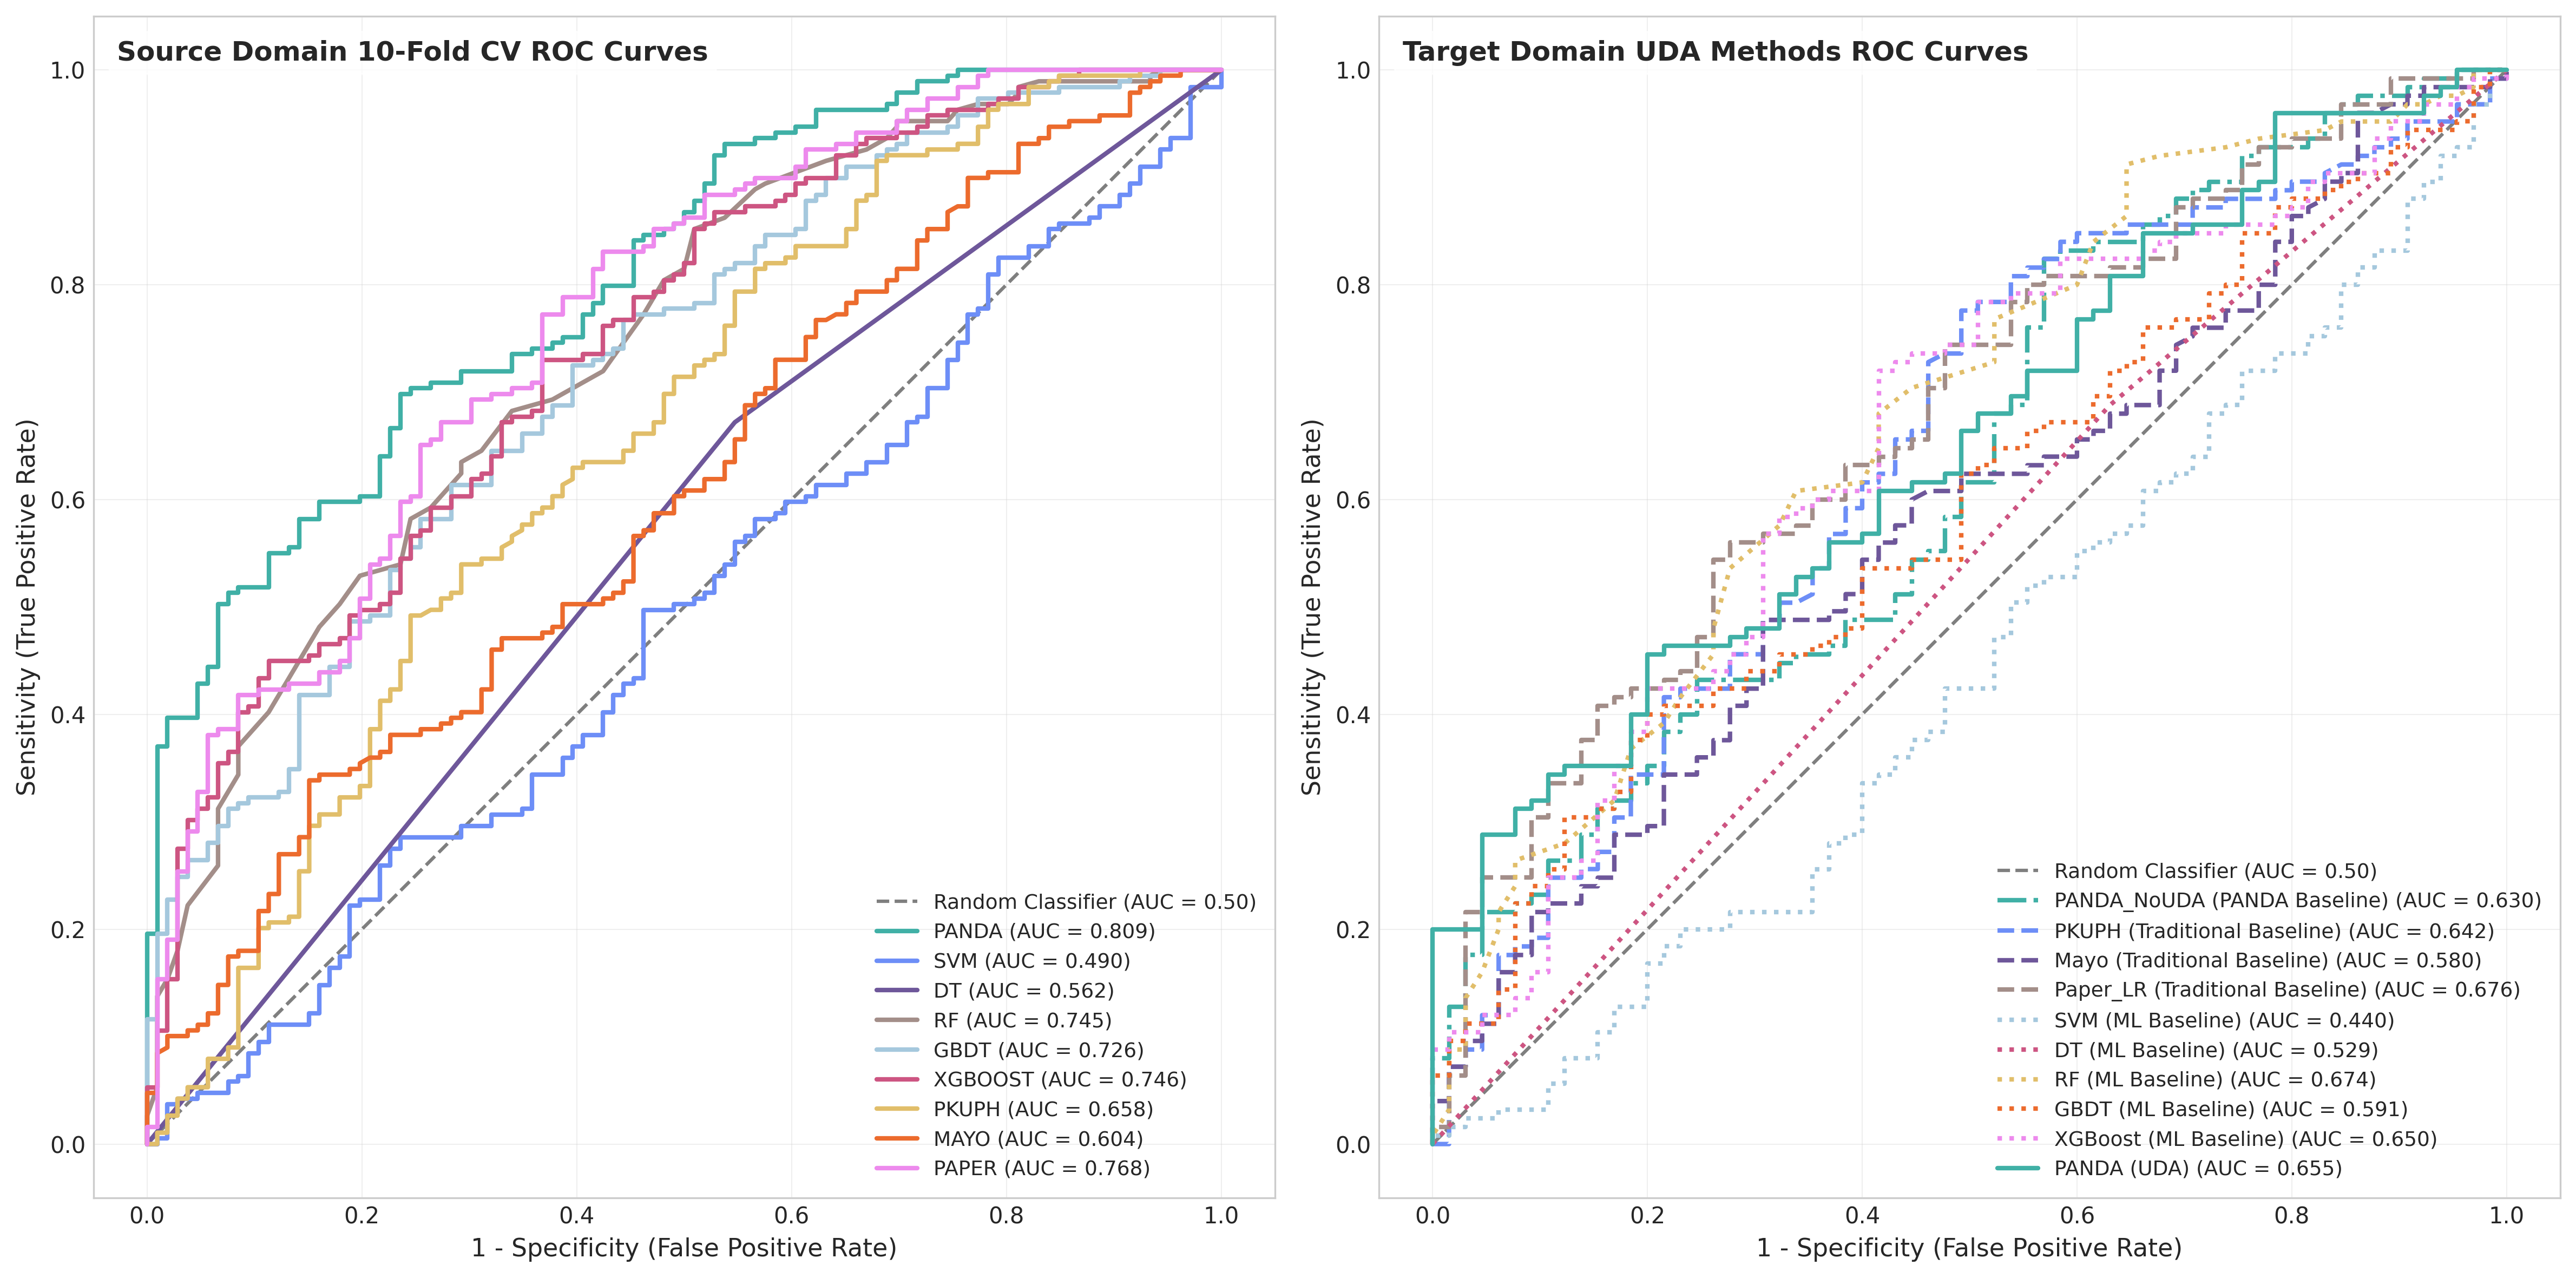 Source Domain 10-Fold CV ROC Curves
Sensitivity (True Positive Rate)
1.0
0.8
0.6
0.4
0.2
0.0
0.0 0.2 0.4 0.6 0.8 1.0
1 - Specificity (False Positive Rate)
Random Classifier (AUC = 0.50)
PANDA (AUC = 0.809)
SVM (AUC = 0.490)
DT (AUC = 0.562)
RF (AUC = 0.745)
GBDT (AUC = 0.726)
XGBOOST (AUC = 0.746)
PKUPH (AUC = 0.658)
MAYO (AUC = 0.604)
PAPER (AUC = 0.768)
Target Domain UDA Methods ROC Curves
Sensitivity (True Positive Rate)
1.0
0.8
0.6
0.4
0.2
0.0
0.0 0.2 0.4 0.6 0.8 1.0
1 - Specificity (False Positive Rate)
Random Classifier (AUC = 0.50)
PANDA_NoUDA (PANDA Baseline) (AUC = 0.630)
PKUPH (Traditional Baseline) (AUC = 0.642)
Mayo (Traditional Baseline) (AUC = 0.580)
Paper_LR (Traditional Baseline) (AUC = 0.676)
SVM (ML Baseline) (AUC = 0.440)
DT (ML Baseline) (AUC = 0.529)
RF (ML Baseline) (AUC = 0.674)
GBDT (ML Baseline) (AUC = 0.591)
XGBoost (ML Baseline) (AUC = 0.650)
PANDA (UDA) (AUC = 0.655)